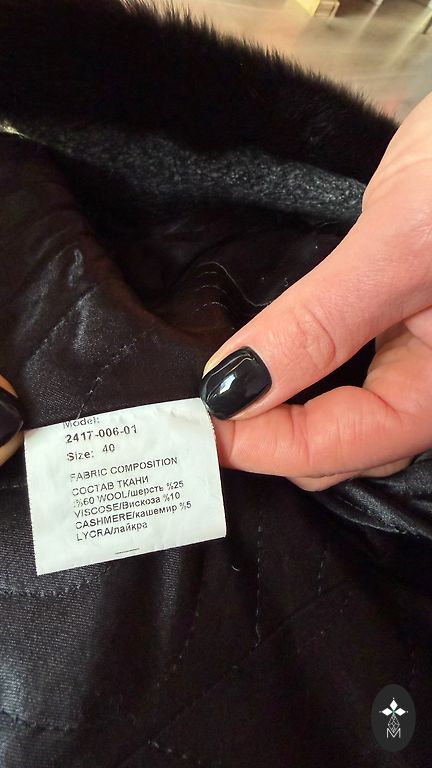 Model:
2417-006-01
Size: 40
FABRIC COMPOSITION
СОСТАВ ТКАНИ
:%60 WOOL/шерсть %25
VISCOSE/Вискоза %10
CASHMERE/кашемир %5
LYCRA/лайкра
M